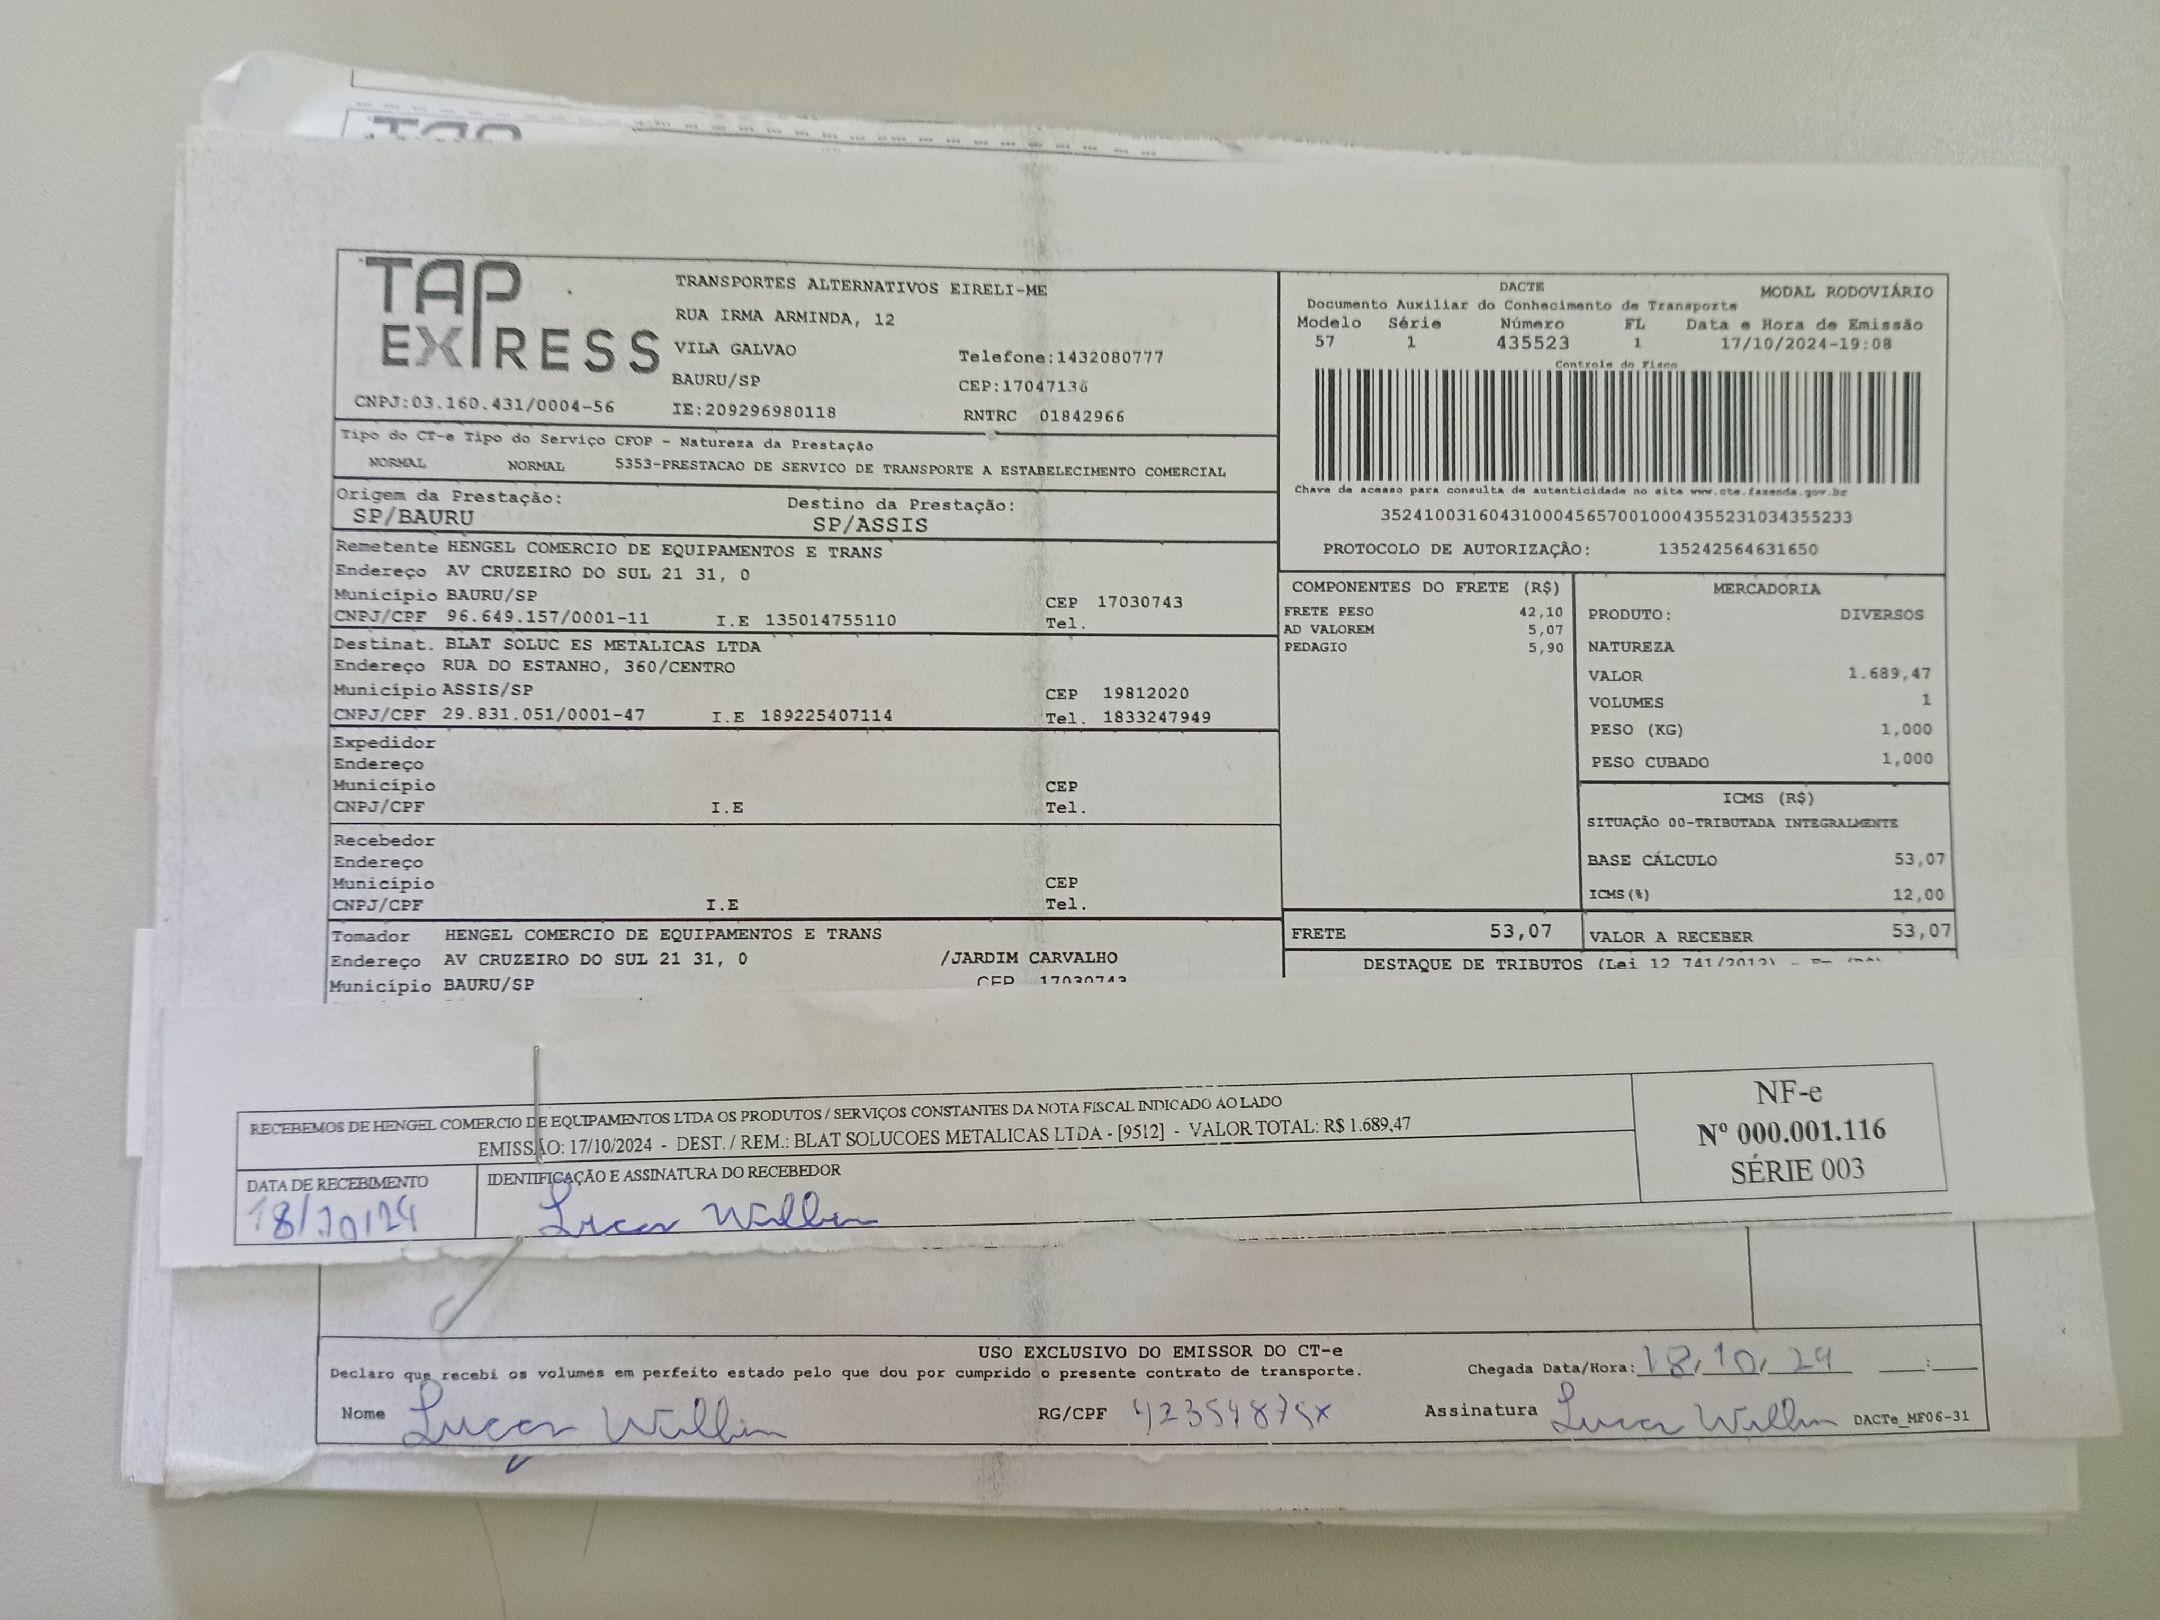 TAP
EXPRESS
TRANSPORTES ALTERNATIVOS EIRELI-ME
RUA IRMA ARMINDA, 12
VILA GALVAO
Telefone:1432080777
BAURU/SP
CEP:17047136
CNPJ:03.160.431/0004-56 IE:209296980118 RNTRC 01842966
DACTE MODAL RODOVIÁRIO
Documento Auxiliar do Conhecimento de Transporte
Modelo Série Número FL Data e Hora de Emissão
57 1 435523 1 17/10/2024-19:08
Controle do Fisco
Chave de acesso para consulta de autenticidade no site www.cte.fazenda.gov.br
35241003160431000456570010004355231034355233
PROTOCOLO DE AUTORIZAÇÃO: 135242564631650
Tipo do CT-e Tipo do Serviço CFOP - Natureza da Prestação
NORMAL NORMAL 5353-PRESTACAO DE SERVICO DE TRANSPORTE A ESTABELECIMENTO COMERCIAL
Origem da Prestação: Destino da Prestação:
SP/BAURU SP/ASSIS
Remetente HENGEL COMERCIO DE EQUIPAMENTOS E TRANS
Endereço AV CRUZEIRO DO SUL 21 31, 0
Município BAURU/SP CEP 17030743
CNPJ/CPF 96.649.157/0001-11 I.E 135014755110 Tel.
Destinat. BLAT SOLUC ES METALICAS LTDA
Endereço RUA DO ESTANHO, 360/CENTRO
Município ASSIS/SP CEP 19812020
CNPJ/CPF 29.831.051/0001-47 I.E 189225407114 Tel. 1833247949
Expedidor
Endereço
Município CEP
CNPJ/CPF I.E Tel.
Recebedor
Endereço
Município CEP
CNPJ/CPF I.E Tel.
Tomador HENGEL COMERCIO DE EQUIPAMENTOS E TRANS
Endereço AV CRUZEIRO DO SUL 21 31, 0 /JARDIM CARVALHO
Município BAURU/SP CEP 17030743
COMPONENTES DO FRETE (R$)
FRETE PESO 42,10
AD VALOREM 5,07
PEDAGIO 5,90
FRETE 53,07
MERCADORIA
PRODUTO: DIVERSOS
NATUREZA
VALOR 1.689,47
VOLUMES 1
PESO (KG) 1,000
PESO CUBADO 1,000
ICMS (R$)
SITUAÇÃO 00-TRIBUTADA INTEGRALMENTE
BASE CÁLCULO 53,07
ICMS(%) 12,00
VALOR A RECEBER 53,07
DESTAQUE DE TRIBUTOS (Lei 12.741/2012) -
RECEBEMOS DE HENGEL COMERCIO DE EQUIPAMENTOS LTDA OS PRODUTOS / SERVIÇOS CONSTANTES DA NOTA FISCAL INDICADO AO LADO
EMISSÃO: 17/10/2024 - DEST. / REM.: BLAT SOLUCOES METALICAS LTDA - [9512] - VALOR TOTAL: R$ 1.689,47
NF-e
Nº 000.001.116
SÉRIE 003
DATA DE RECEBIMENTO IDENTIFICAÇÃO E ASSINATURA DO RECEBEDOR
18/10/24 Lucas
USO EXCLUSIVO DO EMISSOR DO CT-e
Declaro que recebi os volumes em perfeito estado pelo que dou por cumprido o presente contrato de transporte. Chegada Data/Hora: 18,10,24 :
Nome Lucas RG/CPF Assinatura Lucas DACTe_MF06-31